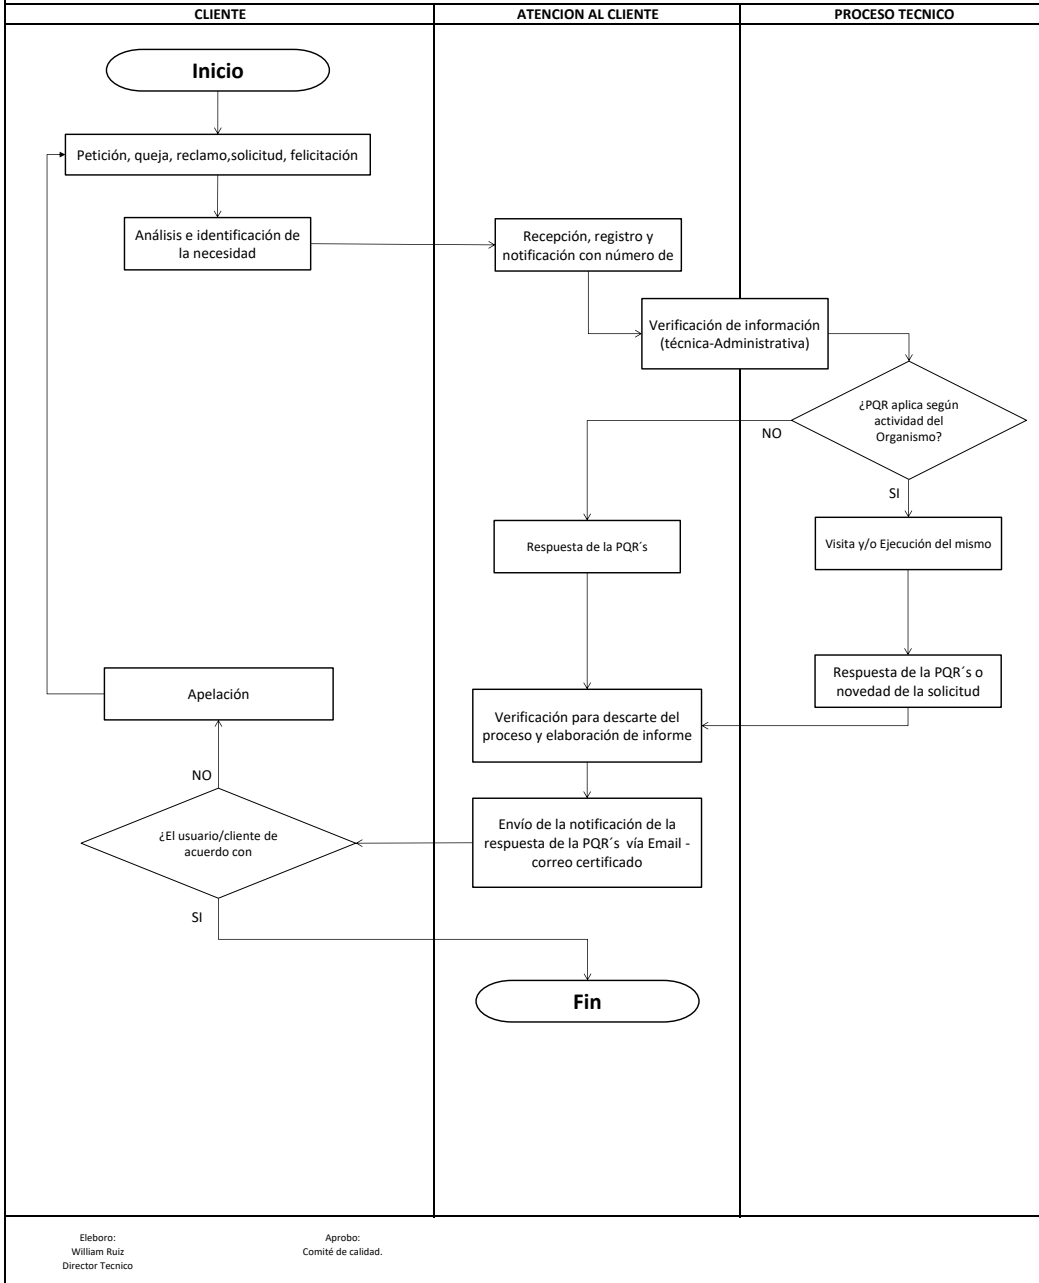 CLIENTE
ATENCION AL CLIENTE
PROCESO TECNICO
Inicio
Petición, queja, reclamo,solicitud, felicitación
Análisis e identificación de
la necesidad
Recepción, registro y
notificación con número de
Verificación de información
(técnica-Administrativa)
¿PQR aplica según
actividad del
Organismo?
NO
SI
Respuesta de la PQR´s
Visita y/o Ejecución del mismo
Respuesta de la PQR´s o
novedad de la solicitud
Apelación
Verificación para descarte del
proceso y elaboración de informe
NO
Envío de la notificación de la
respuesta de la PQR´s vía Email -
correo certificado
¿El usuario/cliente de
acuerdo con
SI
Fin
Eleboro:
William Ruiz
Director Tecnico
Aprobo:
Comité de calidad.